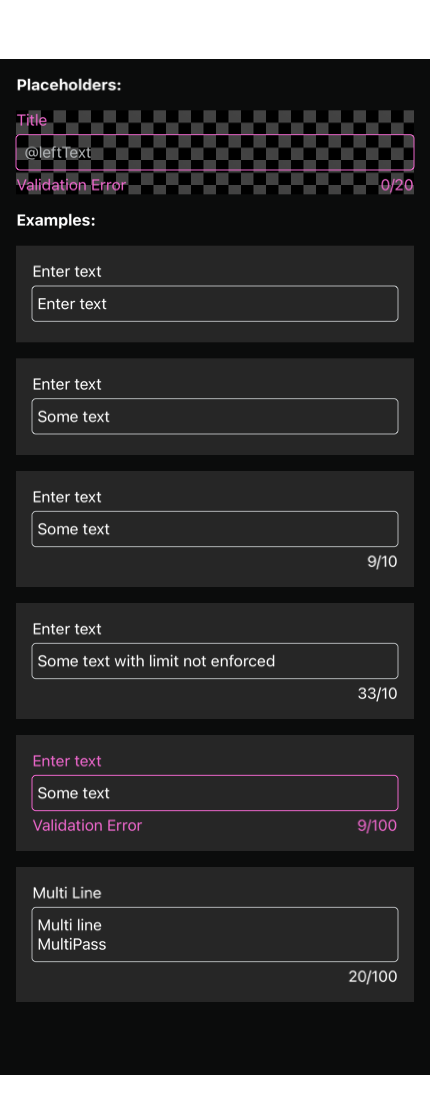 Placeholders:
Title
@leftText
Validation Error 0/20
Examples:
Enter text
Enter text
Enter text
Some text
Enter text
Some text
9/10
Enter text
Some text with limit not enforced
33/10
Enter text
Some text
Validation Error 9/100
Multi Line
Multi line
MultiPass
20/100